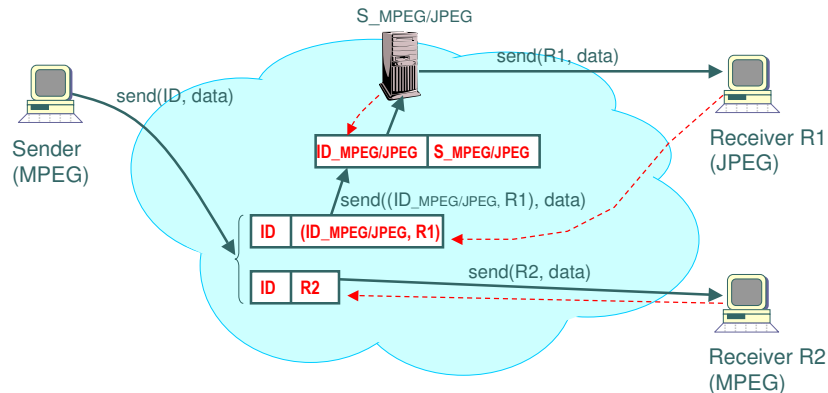 S_MPEG/JPEG
send(R1, data)
send(ID, data)
Sender
(MPEG)
Receiver R1
(JPEG)
ID_MPEG/JPEG S_MPEG/JPEG
send((ID_MPEG/JPEG, R1), data)
ID (ID_MPEG/JPEG, R1)
send(R2, data)
ID R2
Receiver R2
(MPEG)